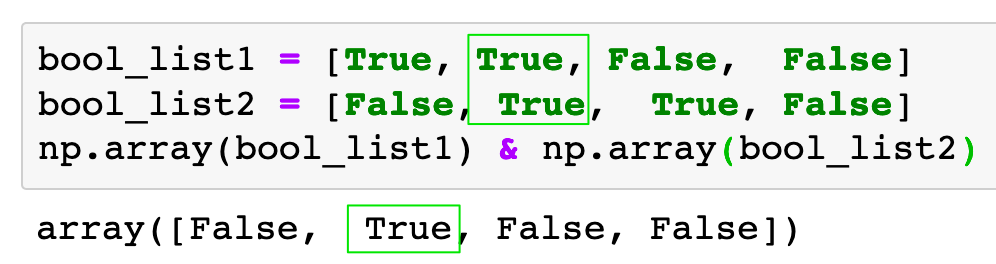 bool_list1 = [True, True, False,  False]
bool_list2 = [False, True,  True, False]
np.array(bool_list1) & np.array(bool_list2)
array([False,  True, False, False])